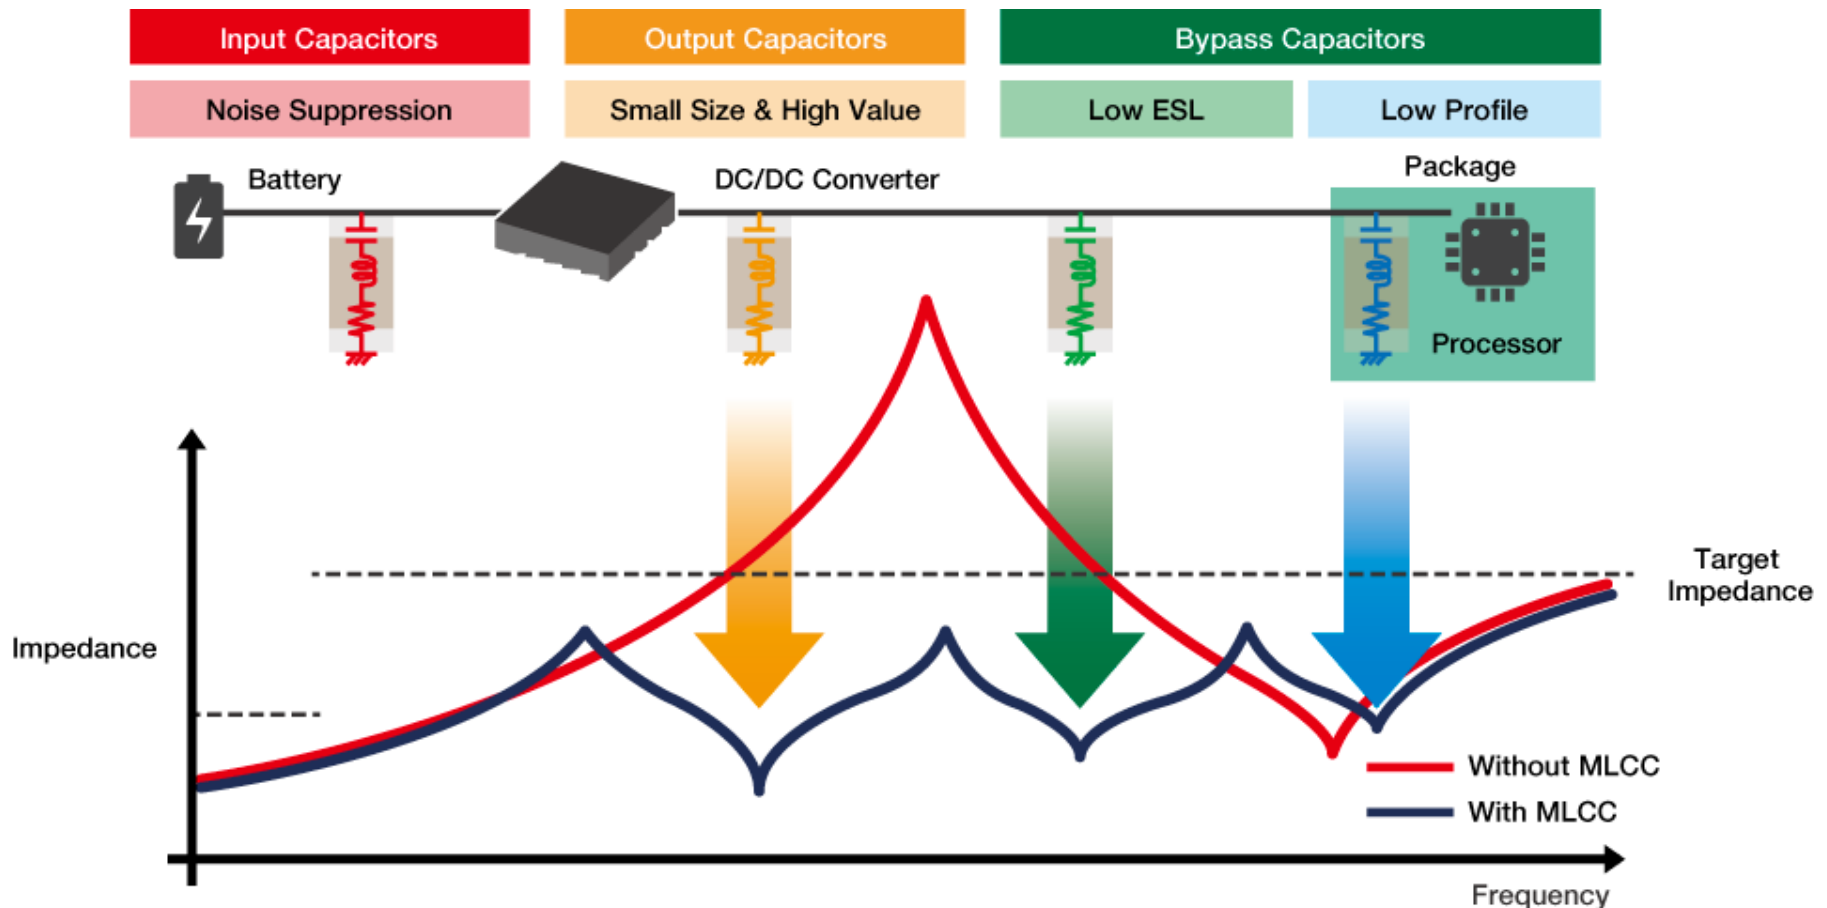 Input Capacitors
Output Capacitors
Bypass Capacitors
Noise Suppression
Small Size & High Value
Low ESL
Low Profile
Battery
DC/DC Converter
Package
Processor
Target
Impedance
Impedance
Without MLCC
With MLCC
Frequency